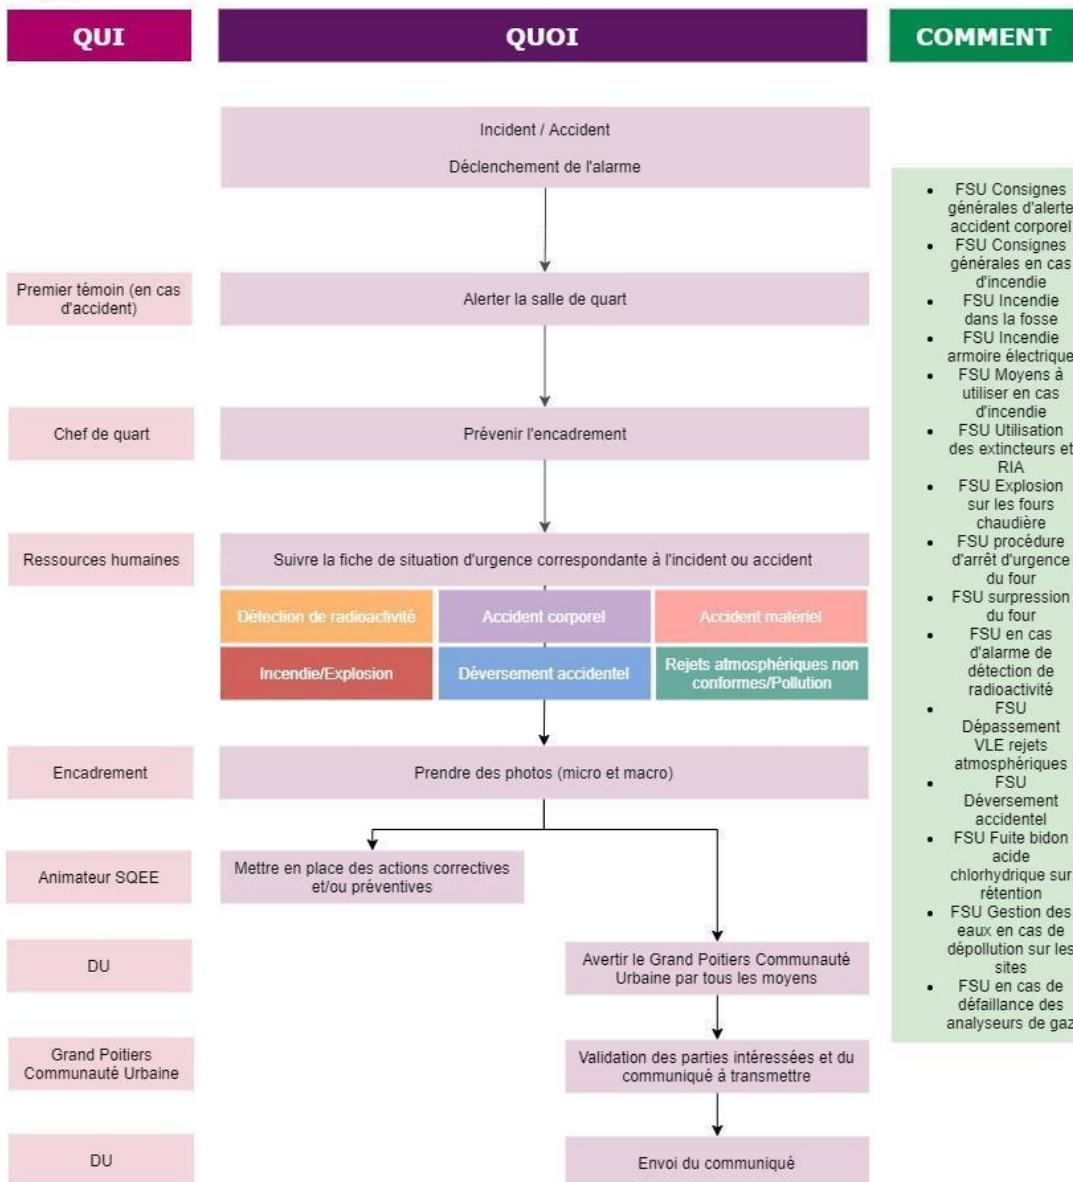 QUI
QUOI
COMMENT
Incident / Accident
Déclenchement de l'alarme
Premier témoin (en cas
d'accident)
Alerter la salle de quart
Chef de quart
Prévenir l'encadrement
Ressources humaines
Suivre la fiche de situation d'urgence correspondante à l'incident ou accident
Détection de radioactivité
Accident corporel
Accident matériel
Incendie/Explosion
Déversement accidentel
Rejets atmosphériques non
conformes/Pollution
Encadrement
Prendre des photos (micro et macro)
Animateur SQEE
Mettre en place des actions correctives
et/ou préventives
DU
Avertir le Grand Poitiers Communauté
Urbaine par tous les moyens
Grand Poitiers
Communauté Urbaine
Validation des parties intéressées et du
communiqué à transmettre
DU
Envoi du communiqué
• FSU Consignes
générales d'alerte
accident corporel
• FSU Consignes
générales en cas
d'incendie
• FSU Incendie
dans la fosse
• FSU Incendie
armoire électrique
• FSU Moyens à
utiliser en cas
d'incendie
• FSU Utilisation
des extincteurs et
RIA
• FSU Explosion
sur les fours
chaudière
• FSU procédure
d'arrêt d'urgence
du four
• FSU surpression
du four
• FSU en cas
d'alarme de
détection de
radioactivité
• FSU
Dépassement
VLE rejets
atmosphériques
• FSU
Déversement
accidentel
• FSU Fuite bidon
acide
chlorhydrique sur
rétention
• FSU Gestion des
eaux en cas de
dépollution sur les
sites
• FSU en cas de
défaillance des
analyseurs de gaz